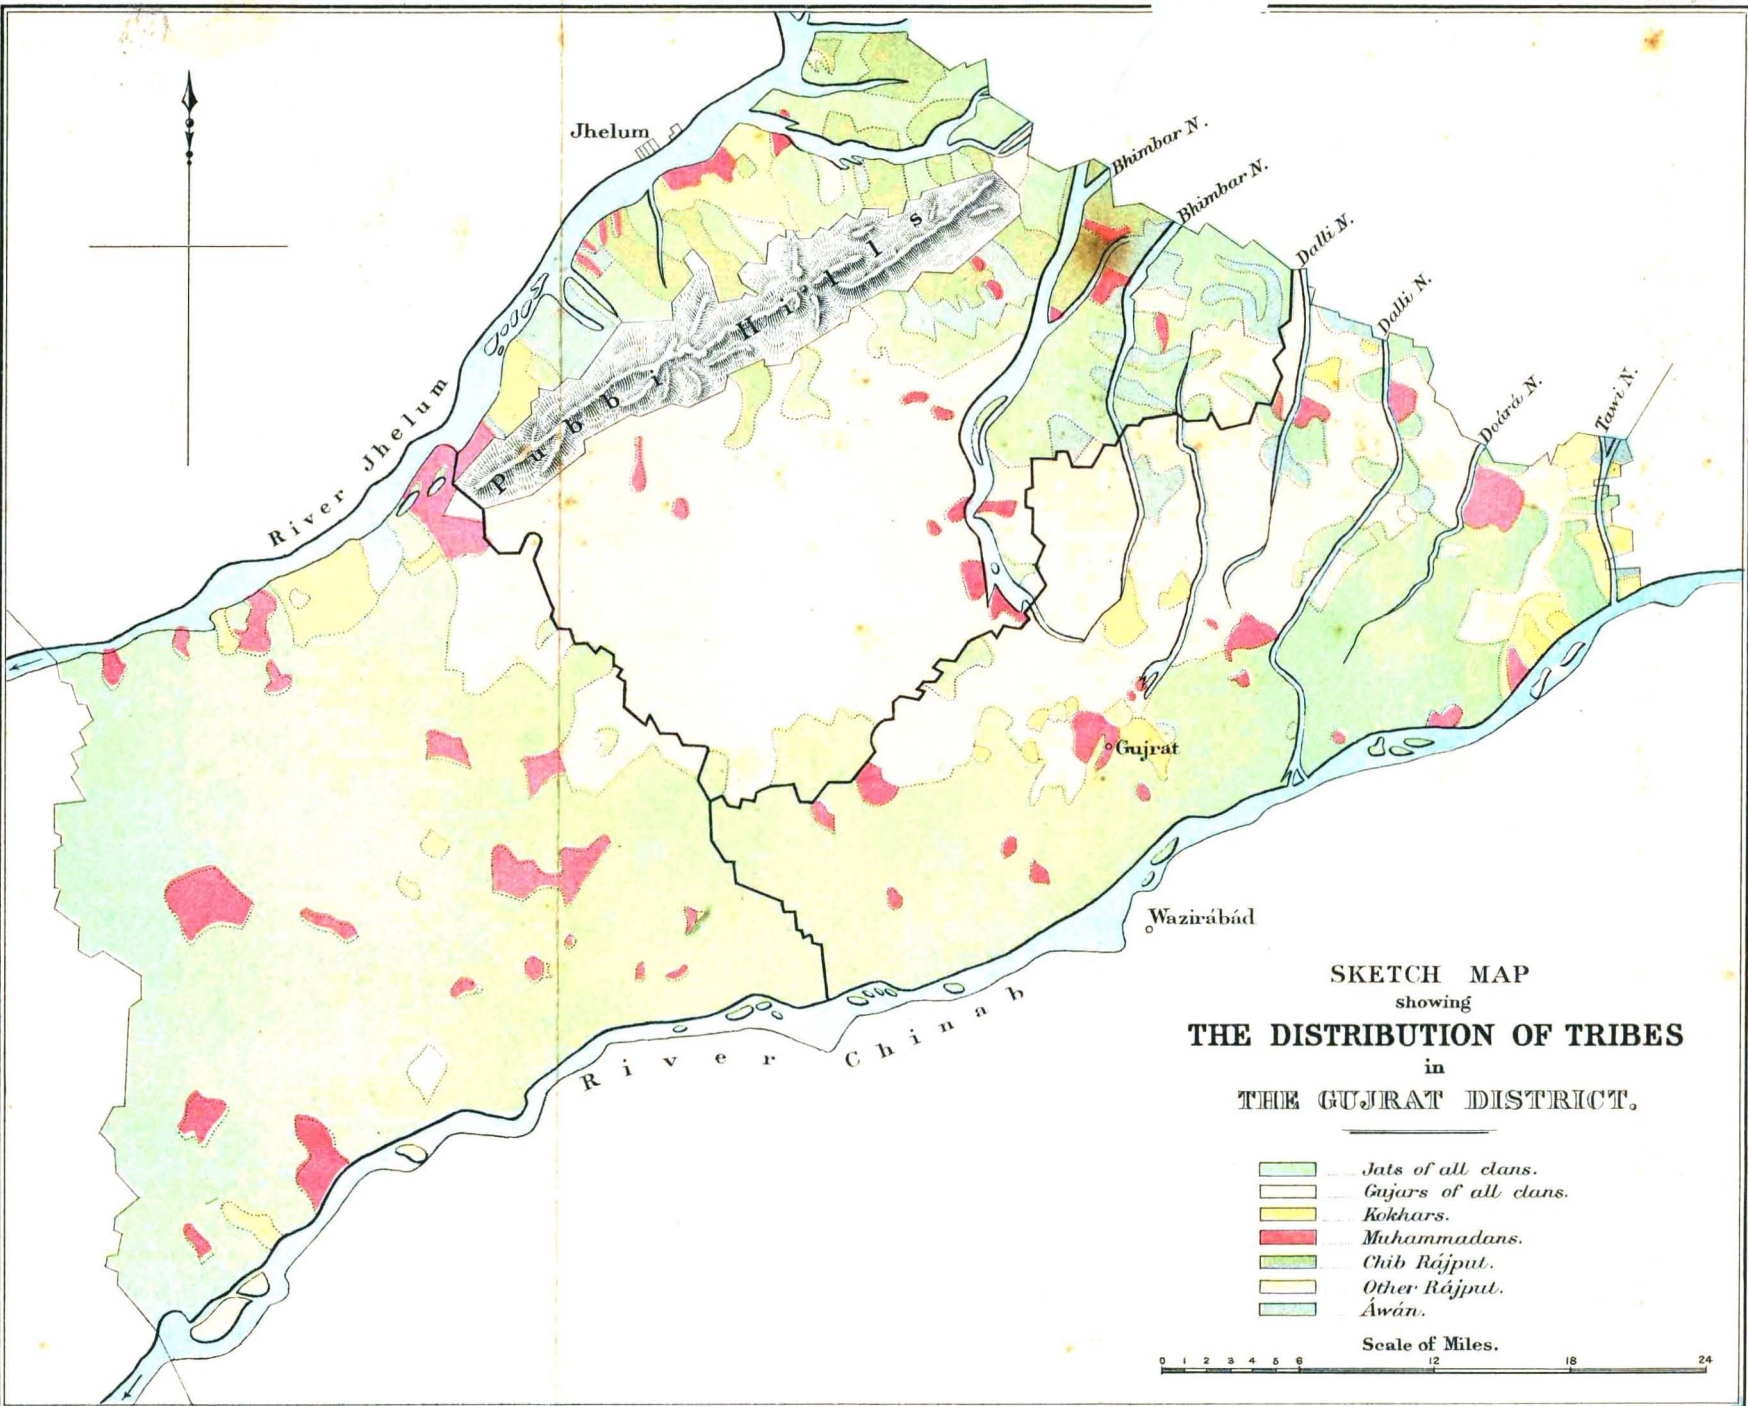 Jhelum
Bhimbar N.
Bhimbar N.
Dalli N.
Dalli N.
Doárá N.
Tawi N.
Pubbi Hills
River Jhelum
Gujrat
Wazirábád
River Chinab
SKETCH MAP
showing
THE DISTRIBUTION OF TRIBES
in
THE GUJRAT DISTRICT.
Jats of all clans.
Gujars of all clans.
Kokhars.
Muhammadans.
Chib Rájput.
Other Rájput.
Áwán.
Scale of Miles.
0 1 2 3 4 5 6 12 18 24